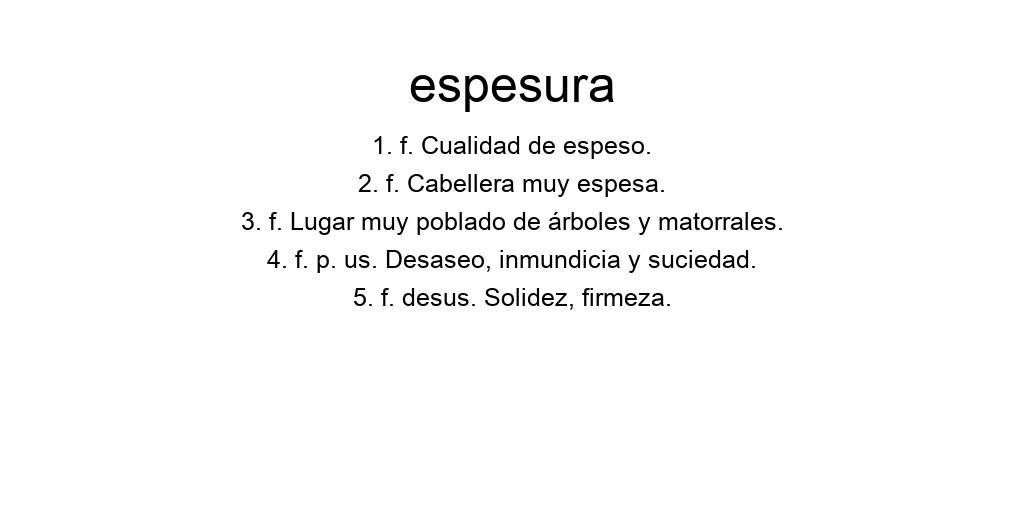 espesura
1. f. Cualidad de espeso.
2. f. Cabellera muy espesa.
3. f. Lugar muy poblado de árboles y matorrales.
4. f. p. us. Desaseo, inmundicia y suciedad.
5. f. desus. Solidez, firmeza.